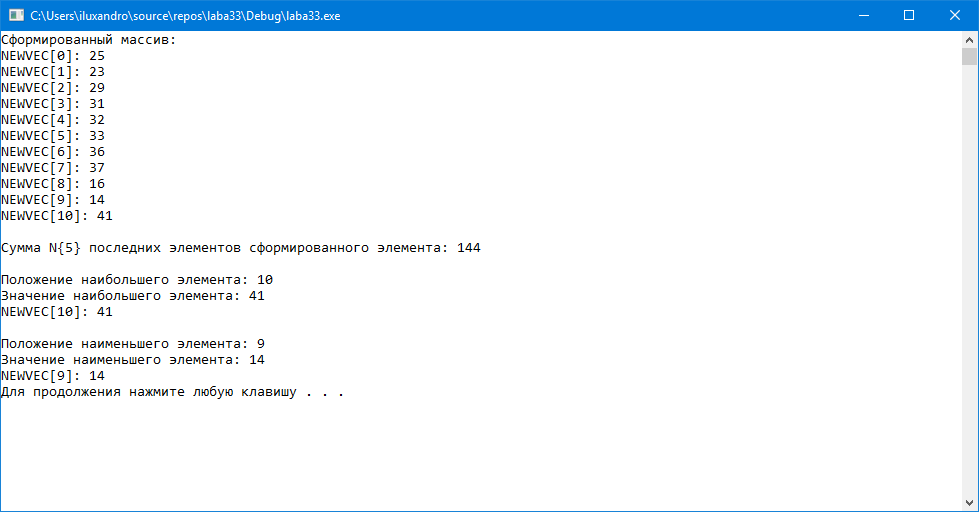 C:\Users\iluxandro\source\repos\laba33\Debug\laba33.exe
Сформированный массив:
NEWVEC[0]: 25
NEWVEC[1]: 23
NEWVEC[2]: 29
NEWVEC[3]: 31
NEWVEC[4]: 32
NEWVEC[5]: 33
NEWVEC[6]: 36
NEWVEC[7]: 37
NEWVEC[8]: 16
NEWVEC[9]: 14
NEWVEC[10]: 41
Сумма N{5} последних элементов сформированного элемента: 144
Положение наибольшего элемента: 10
Значение наибольшего элемента: 41
NEWVEC[10]: 41
Положение наименьшего элемента: 9
Значение наименьшего элемента: 14
NEWVEC[9]: 14
Для продолжения нажмите любую клавишу . . .